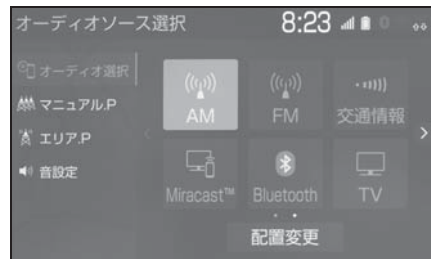 オーディオソース選択 8:23
オーディオ選択
マニュアル.P
エリア.P
音設定
AM
FM
交通情報
Miracast™
Bluetooth
TV
配置変更